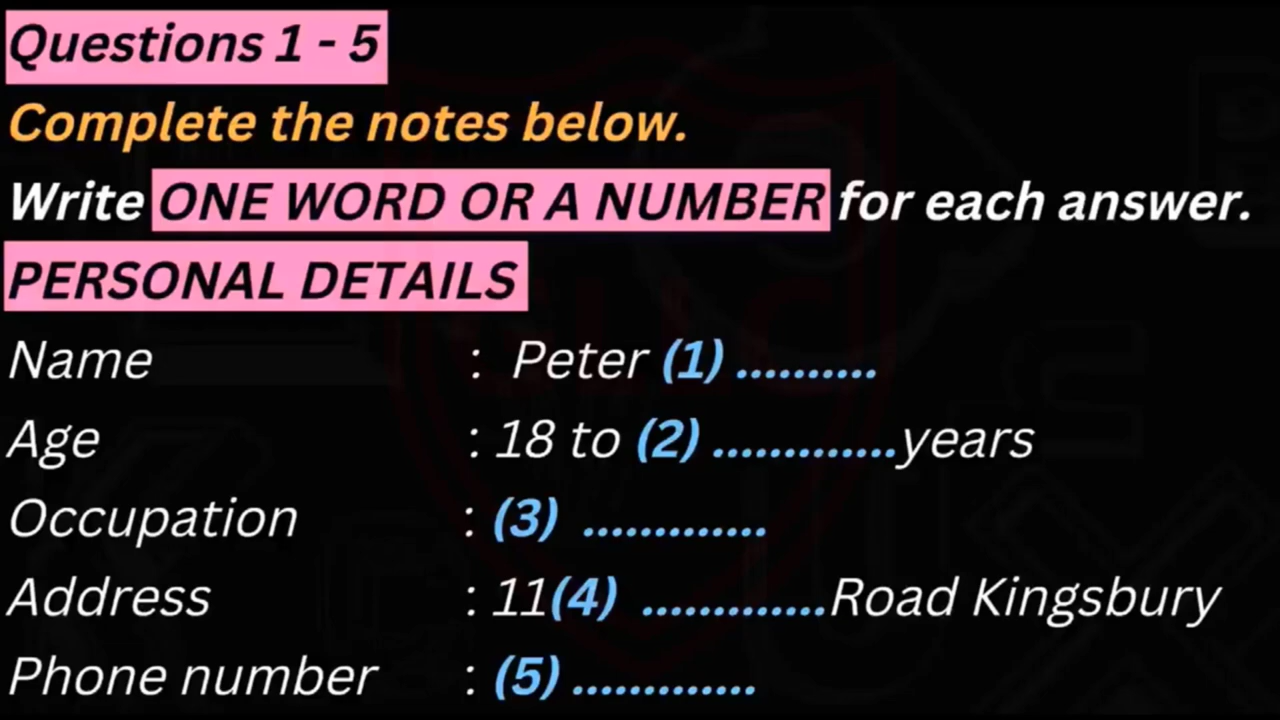 Questions 1 - 5
Complete the notes below.
Write ONE WORD OR A NUMBER for each answer.
PERSONAL DETAILS
Name : Peter (1) ..........
Age : 18 to (2) .............years
Occupation : (3) .............
Address : 11(4) .............Road Kingsbury
Phone number : (5) .............